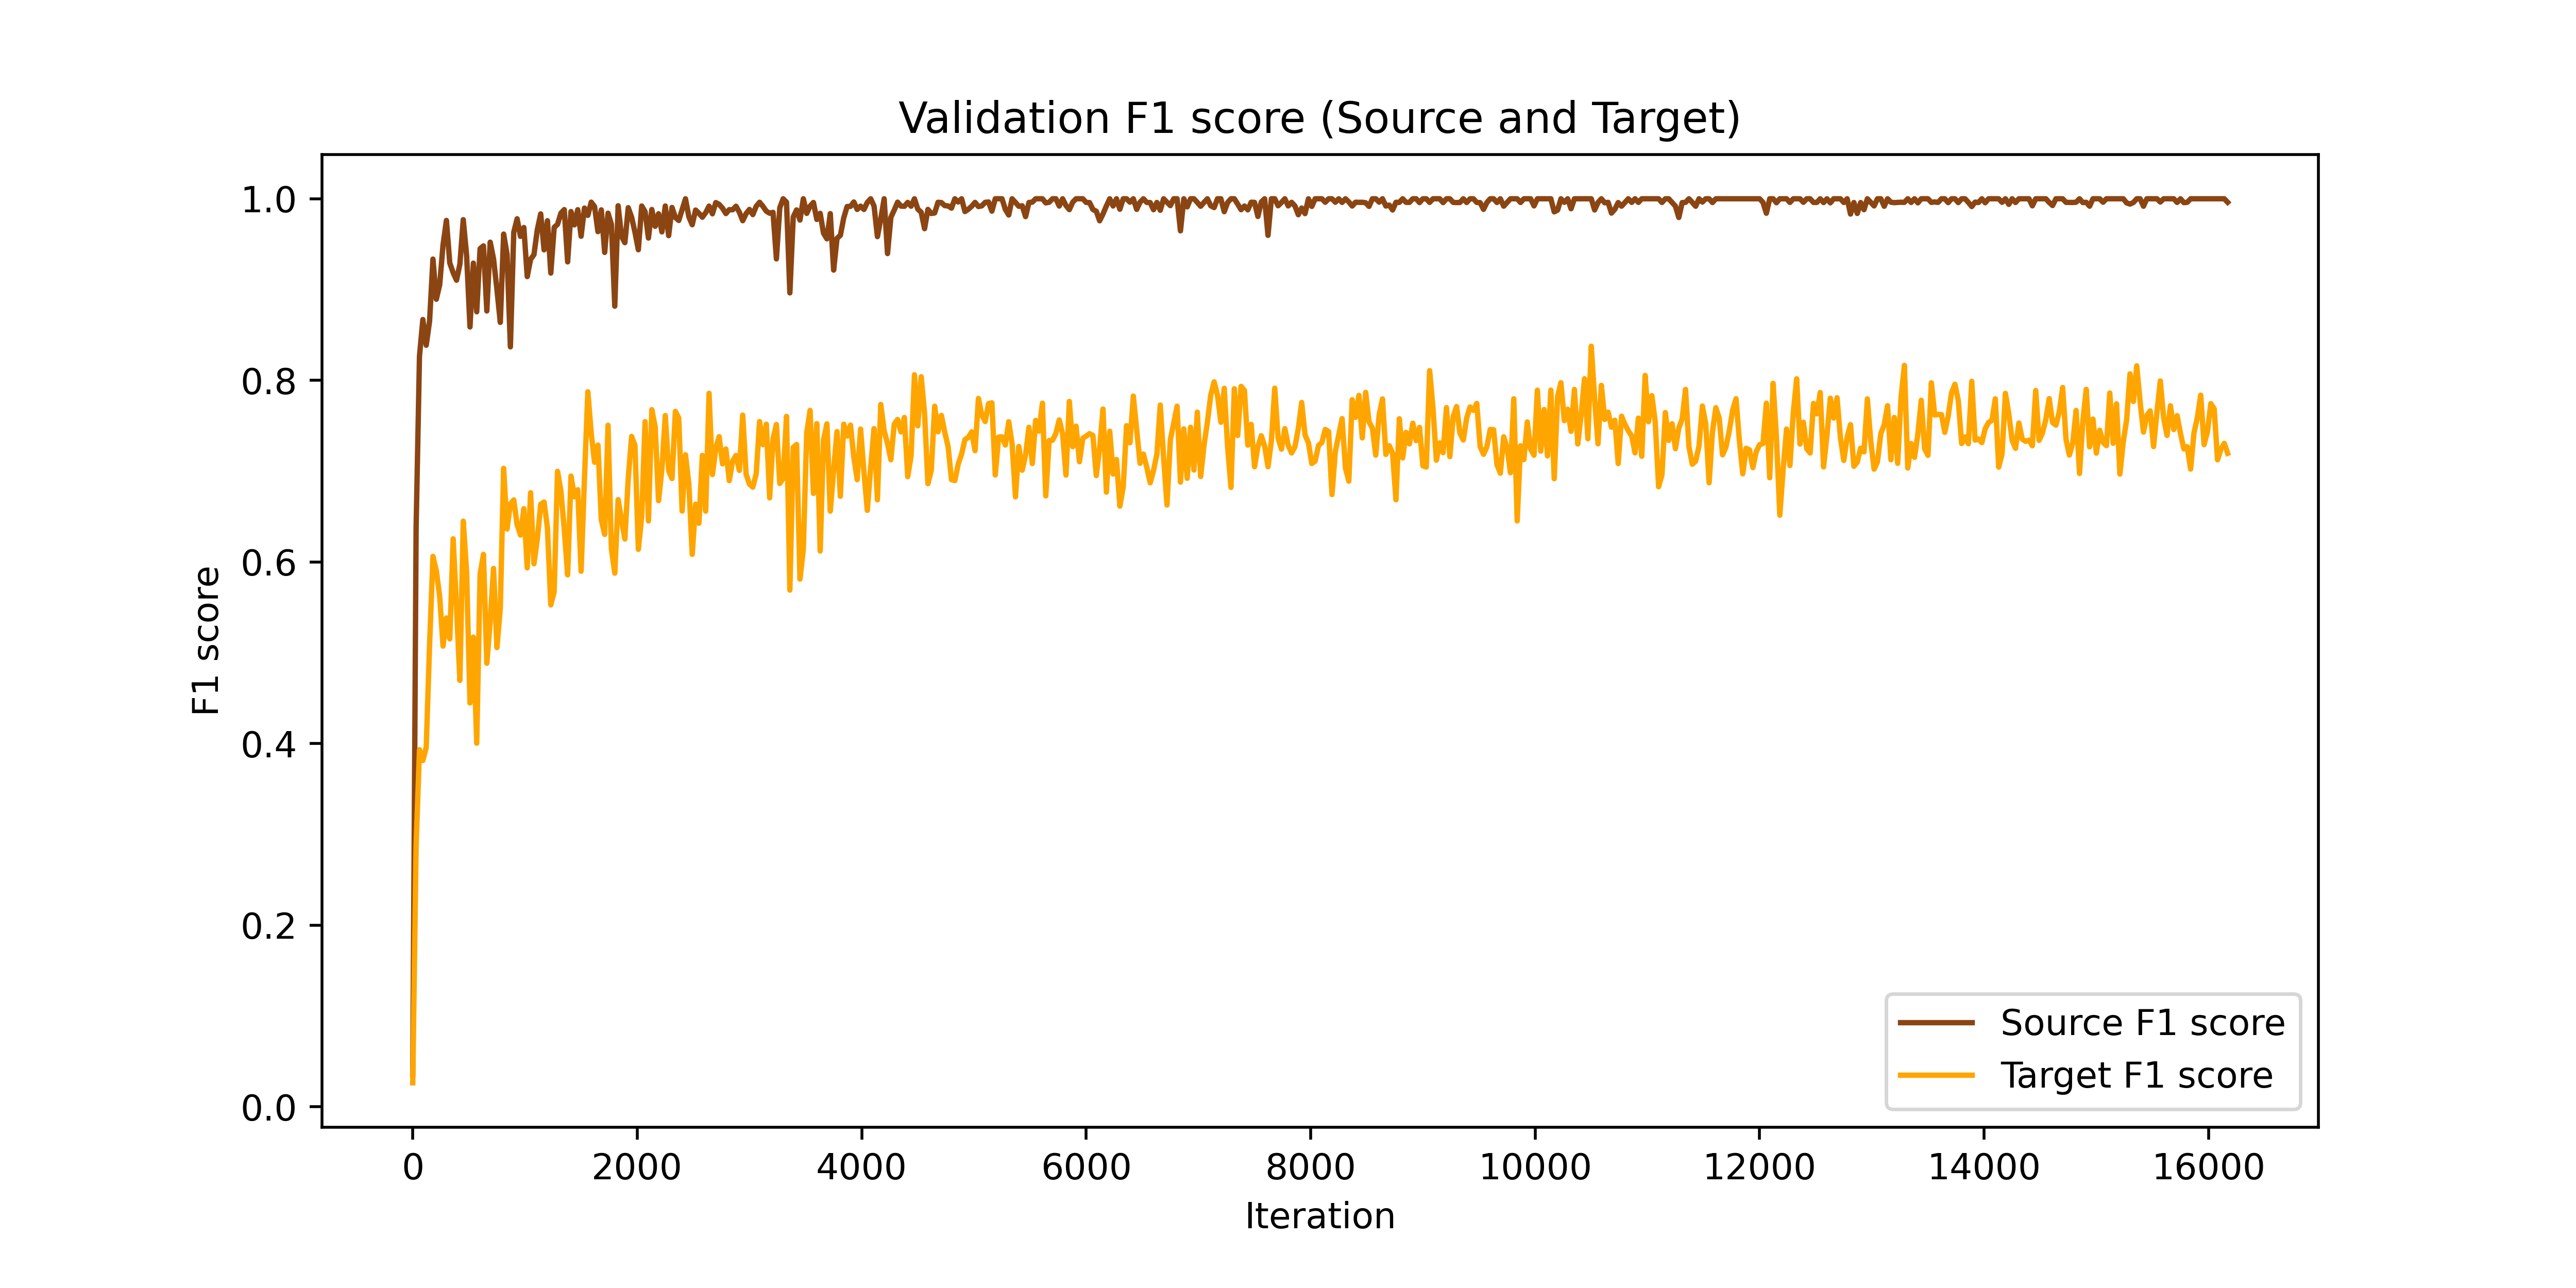 Validation F1 score (Source and Target)
F1 score
1.0
0.8
0.6
0.4
0.2
0.0
0 2000 4000 6000 8000 10000 12000 14000 16000
Iteration
Source F1 score
Target F1 score